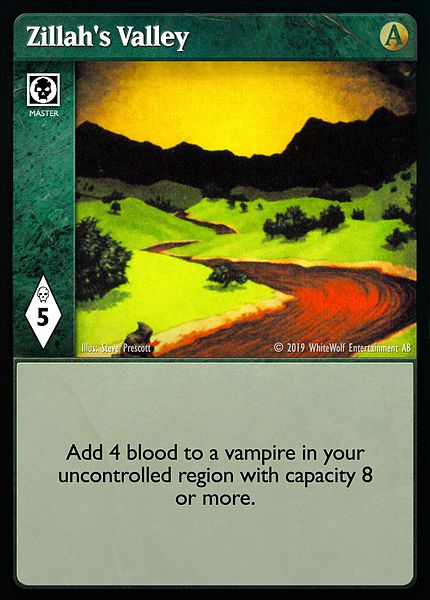 Zillah's Valley
A
MASTER
5
Illus: Steve Prescott
© 2019 WhiteWolf Entertainment AB
Add 4 blood to a vampire in your
uncontrolled region with capacity 8
or more.